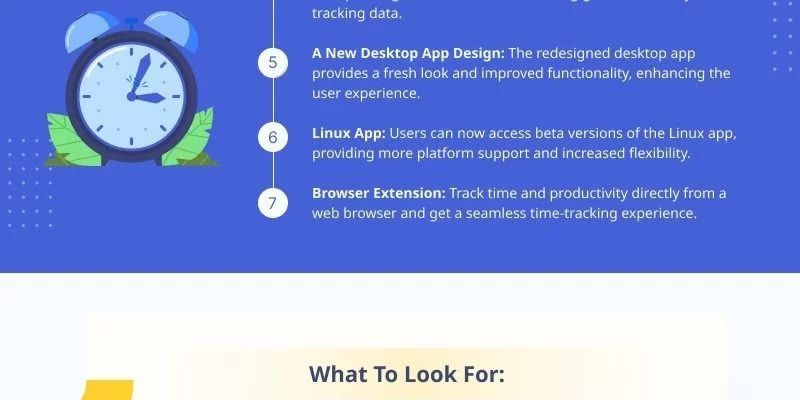 tracking data.
5
A New Desktop App Design: The redesigned desktop app
provides a fresh look and improved functionality, enhancing the
user experience.
6
Linux App: Users can now access beta versions of the Linux app,
providing more platform support and increased flexibility.
7
Browser Extension: Track time and productivity directly from a
web browser and get a seamless time-tracking experience.
What To Look For: